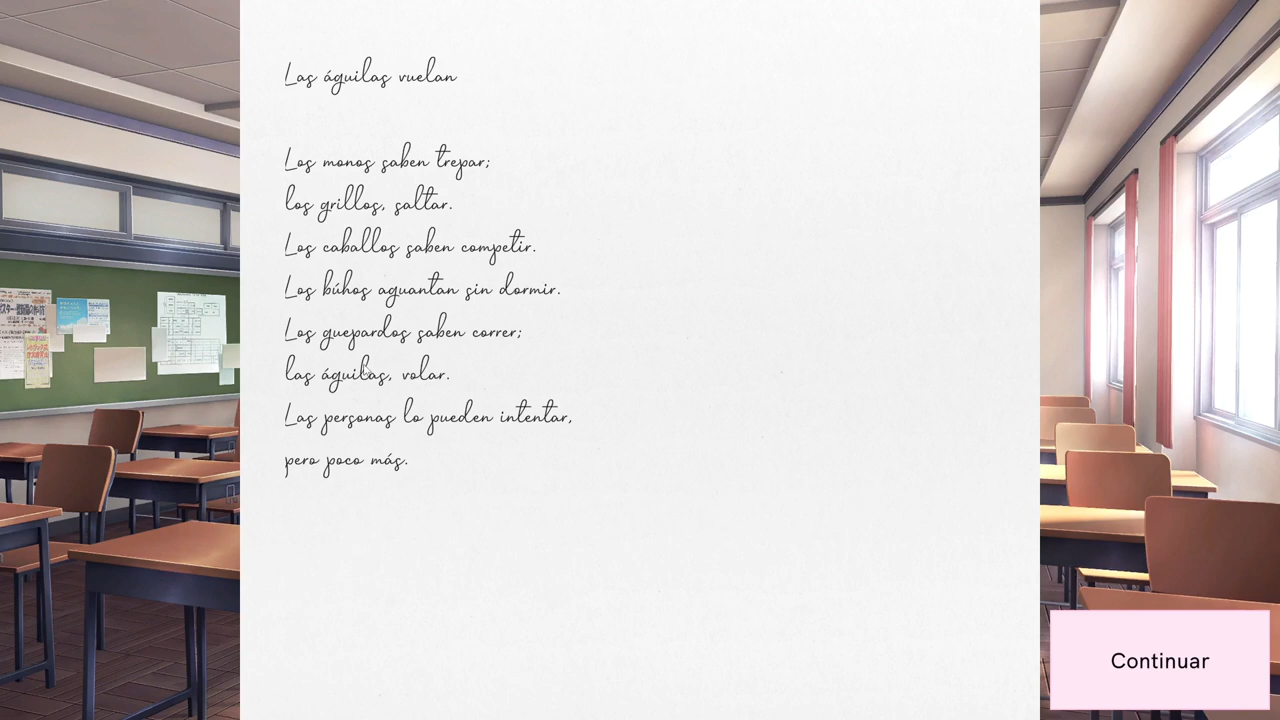 Las águilas vuelan
Los monos saben trepar;
los grillos, saltar.
Los caballos saben competir.
Los búhos aguantan sin dormir.
Los guepardos saben correr;
las águilas, volar.
Las personas lo pueden intentar,
pero poco más.
Continuar